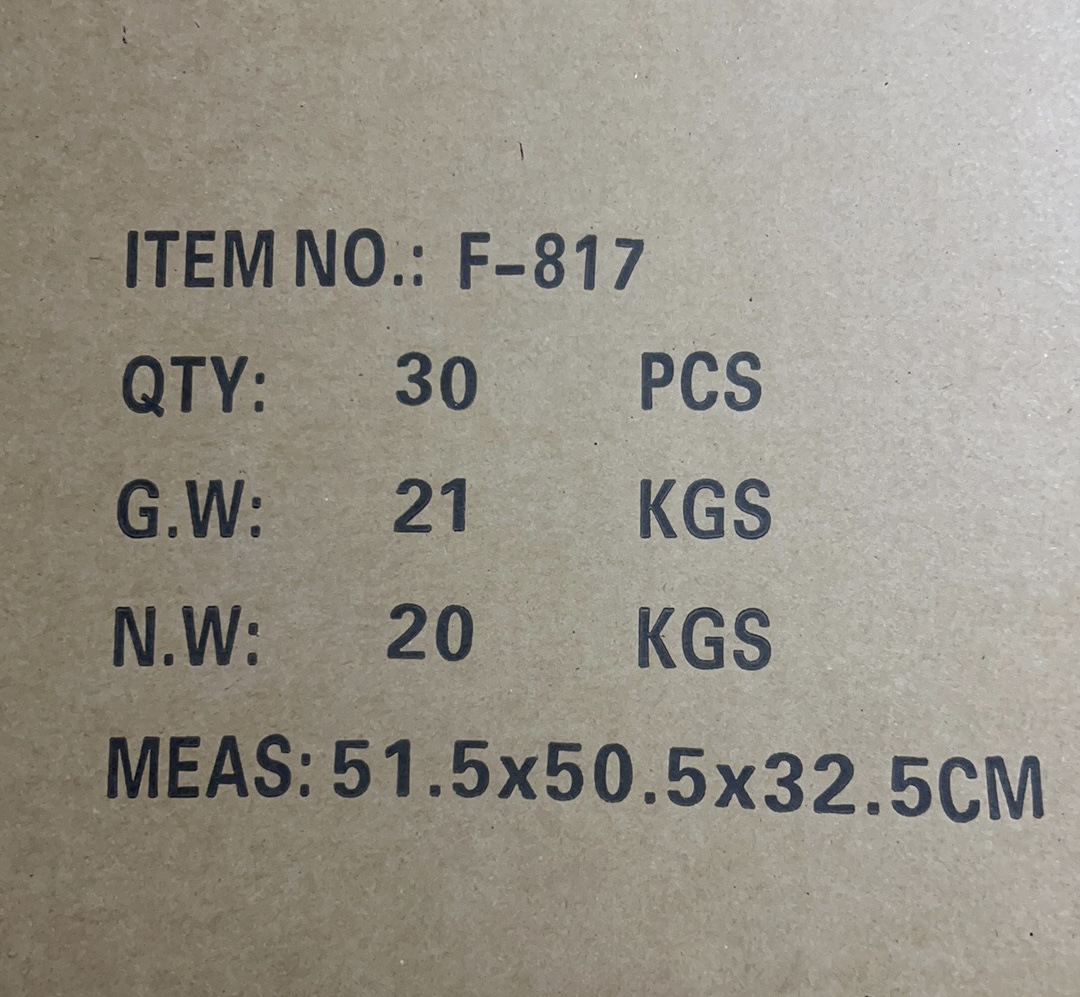 ITEM NO.: F-817
QTY: 30 PCS
G.W: 21 KGS
N.W: 20 KGS
MEAS: 51.5x50.5x32.5CM